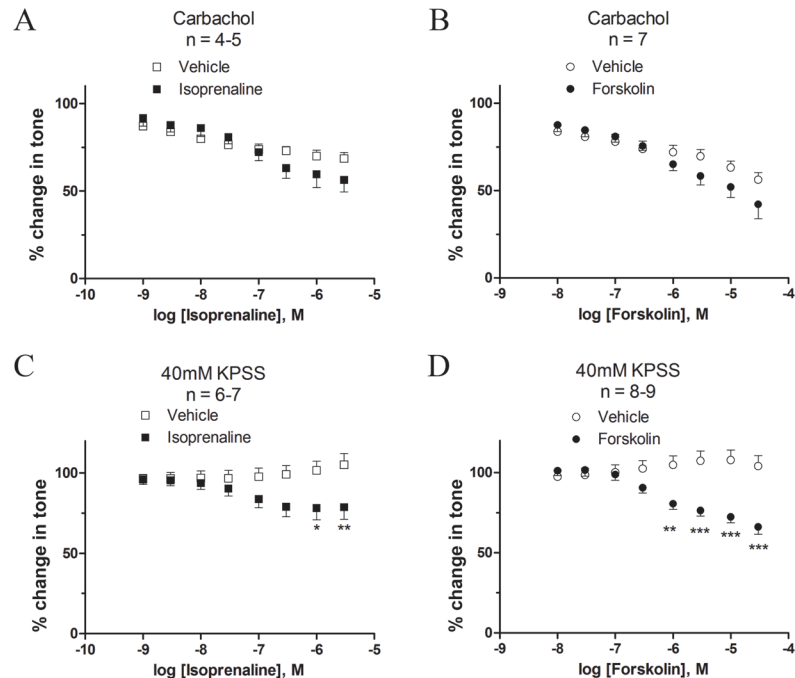 A
Carbachol
n = 4-5
Vehicle
Isoprenaline
100
50
0
% change in tone
-10 -9 -8 -7 -6 -5
log [Isoprenaline], M
B
Carbachol
n = 7
Vehicle
Forskolin
100
50
0
% change in tone
-9 -8 -7 -6 -5 -4
log [Forskolin], M
C
40mM KPSS
n = 6-7
Vehicle
Isoprenaline
100
50
0
% change in tone
* **
-10 -9 -8 -7 -6 -5
log [Isoprenaline], M
D
40mM KPSS
n = 8-9
Vehicle
Forskolin
100
50
0
% change in tone
** *** *** ***
-9 -8 -7 -6 -5 -4
log [Forskolin], M